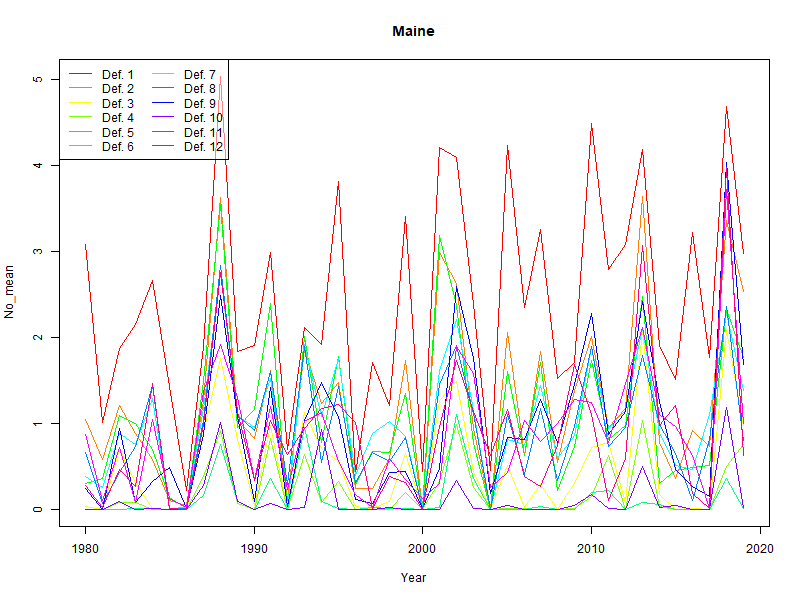 Maine
Def. 1 Def. 7
Def. 2 Def. 8
Def. 3 Def. 9
Def. 4 Def. 10
Def. 5 Def. 11
Def. 6 Def. 12
5
4
3
2
1
0
No_mean
1980 1990 2000 2010 2020
Year